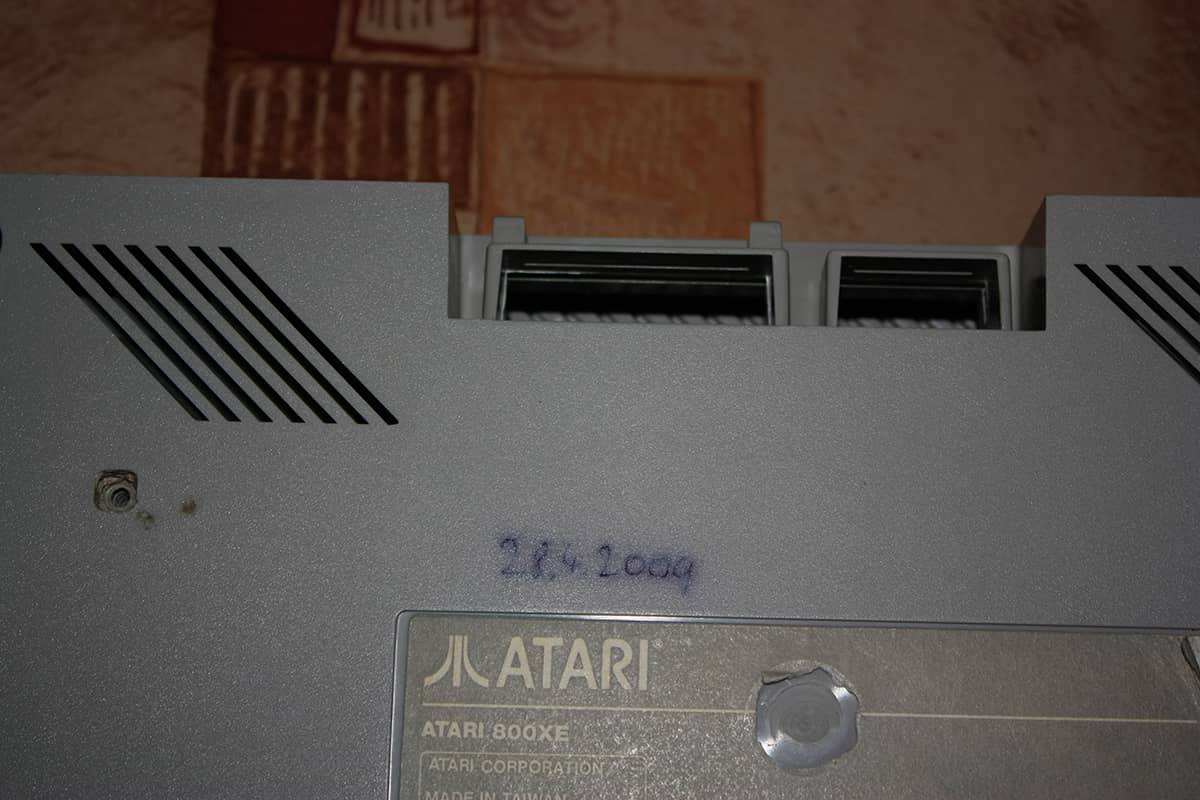 28.4.2009
ATARI®
ATARI 800XE
ATARI CORPORATION
MADE IN TAIWAN